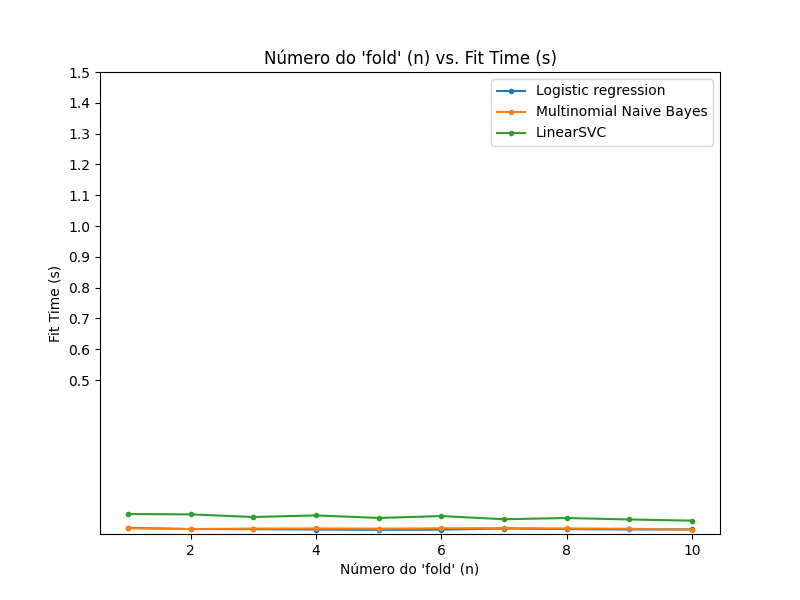 Número do 'fold' (n) vs. Fit Time (s)
Logistic regression
Multinomial Naive Bayes
LinearSVC
Fit Time (s)
1.5
1.4
1.3
1.2
1.1
1.0
0.9
0.8
0.7
0.6
0.5
2 4 6 8 10
Número do 'fold' (n)